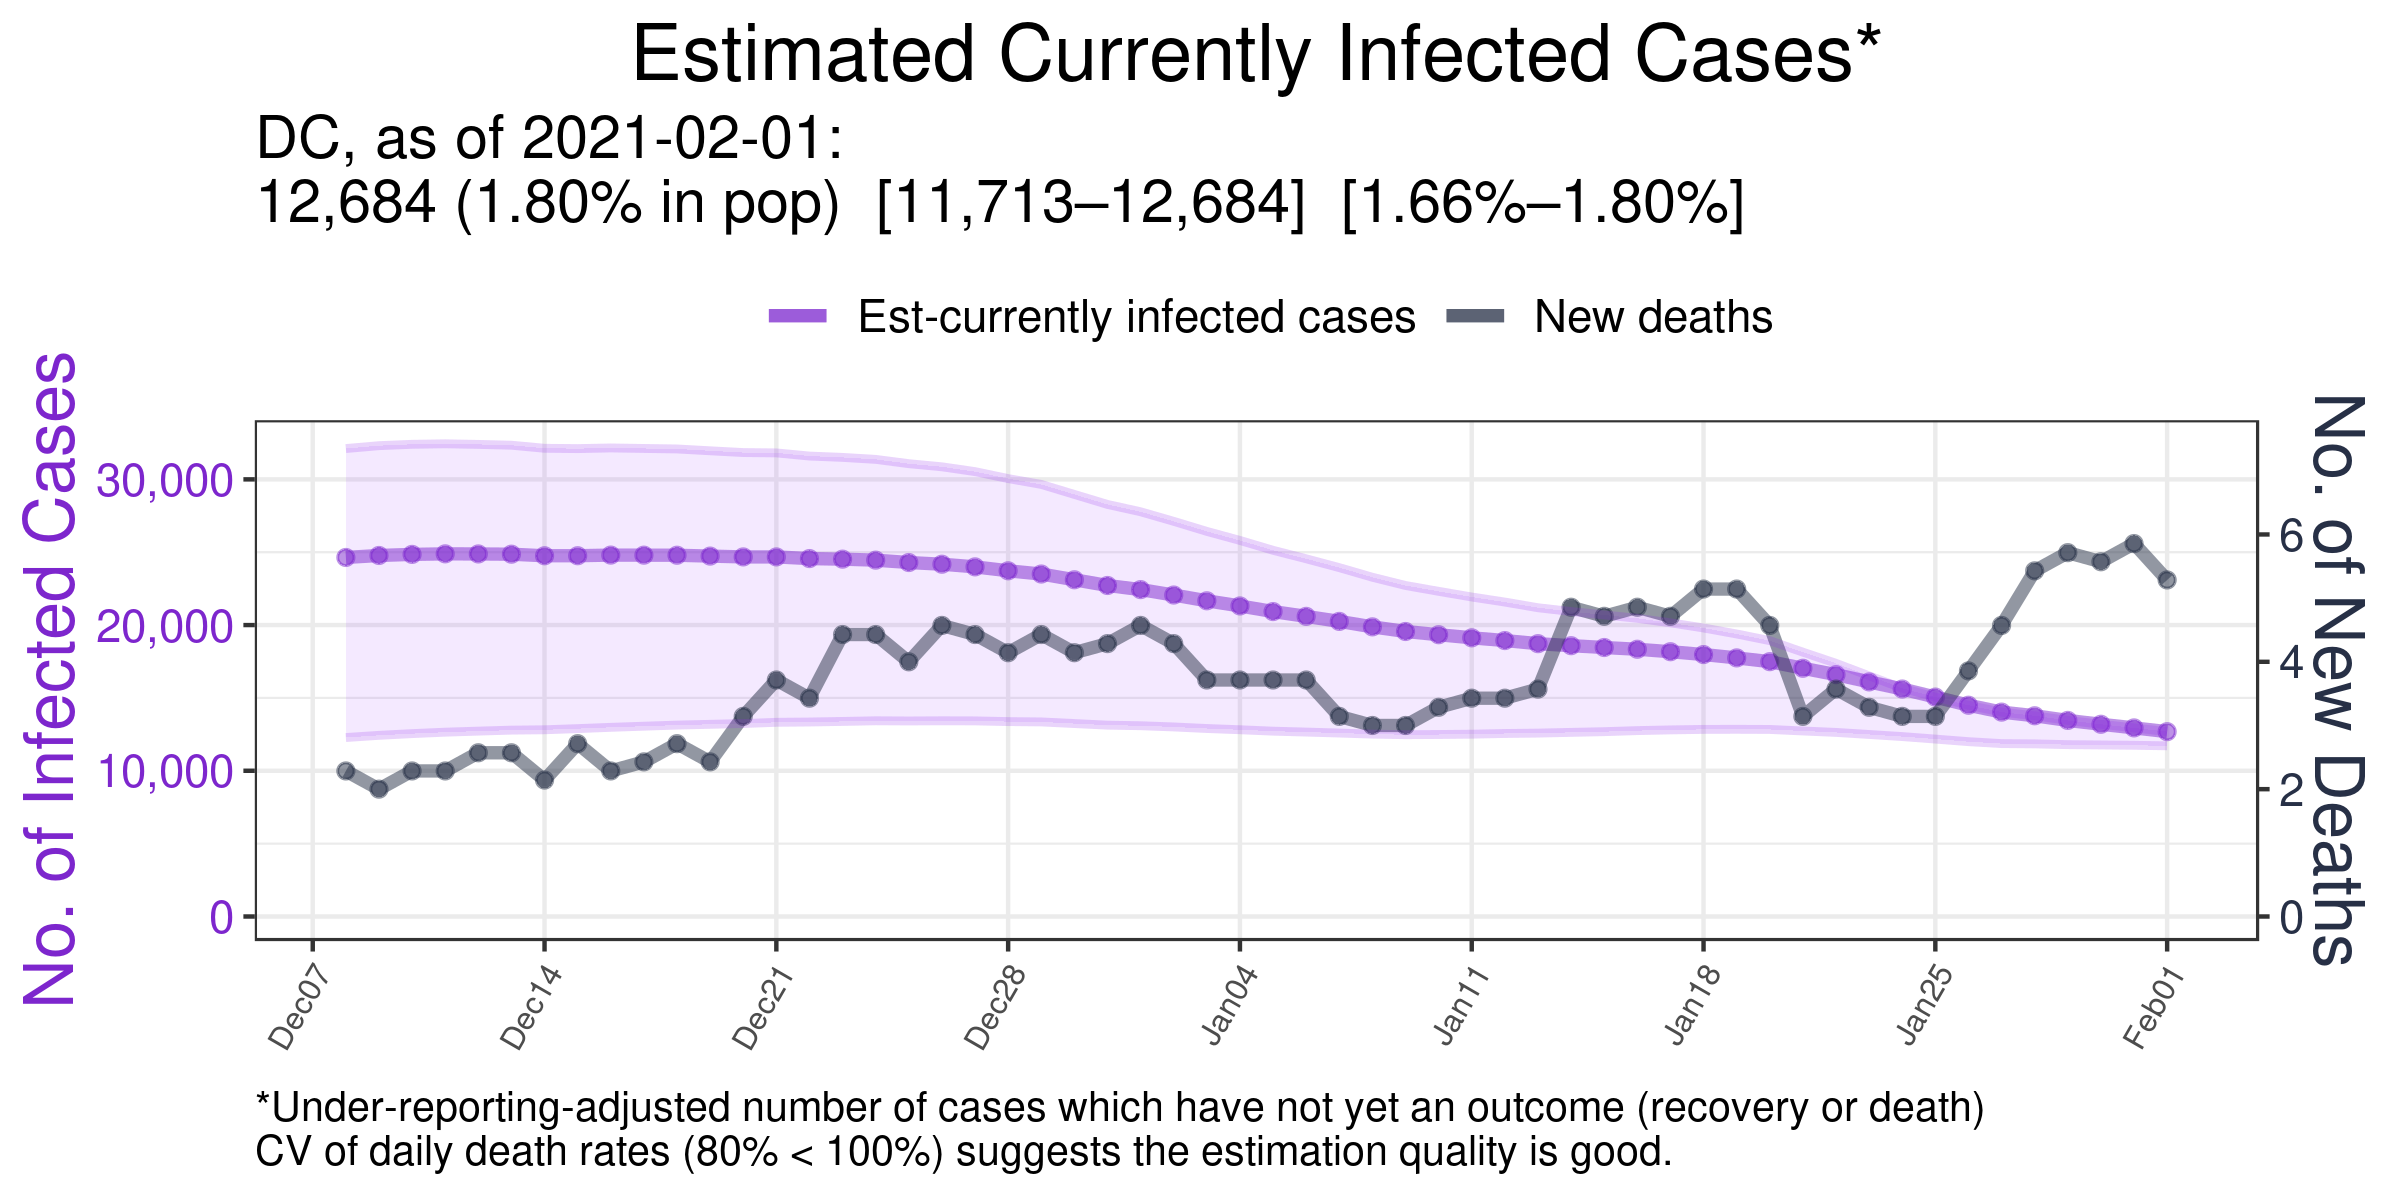 Estimated Currently Infected Cases*
DC, as of 2021-02-01:
12,684 (1.80% in pop)  [11,713–12,684]  [1.66%–1.80%]
Est-currently infected cases
New deaths
No. of Infected Cases
30,000
20,000
10,000
0
No. of New Deaths
6
4
2
0
Dec07
Dec14
Dec21
Dec28
Jan04
Jan11
Jan18
Jan25
Feb01
*Under-reporting-adjusted number of cases which have not yet an outcome (recovery or death)
CV of daily death rates (80% < 100%) suggests the estimation quality is good.